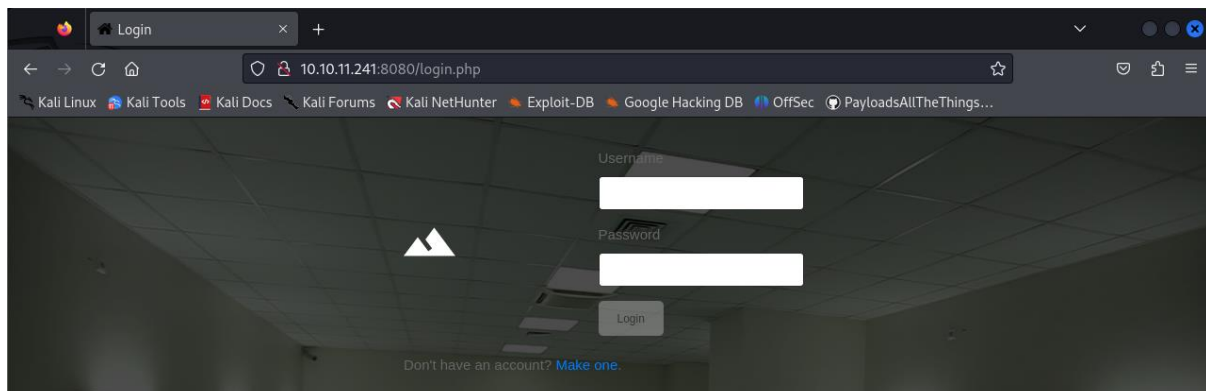 Login
10.10.11.241:8080/login.php
Kali Linux Kali Tools Kali Docs Kali Forums Kali NetHunter Exploit-DB Google Hacking DB OffSec PayloadsAllTheThings...
Username
Password
Login
Don't have an account? Make one.